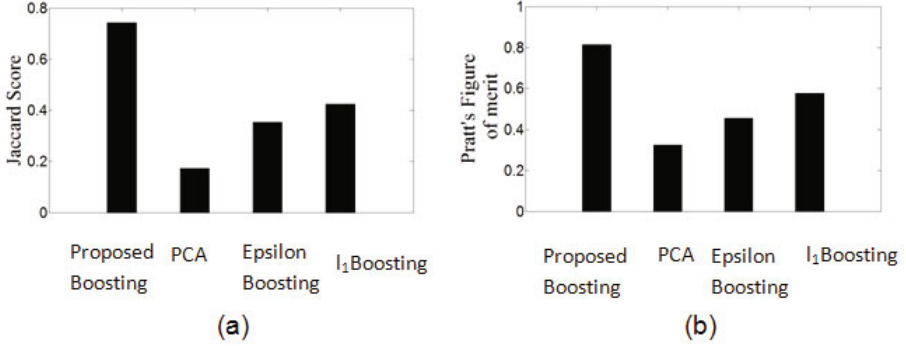 Jaccard Score
0.8
0.6
0.4
0.2
0
Proposed Boosting
PCA
Epsilon Boosting
l₁Boosting
(a)
Pratt's Figure
of merit
1
0.8
0.6
0.4
0.2
0
Proposed
Boosting
PCA
Epsilon
Boosting
l₁Boosting
(b)